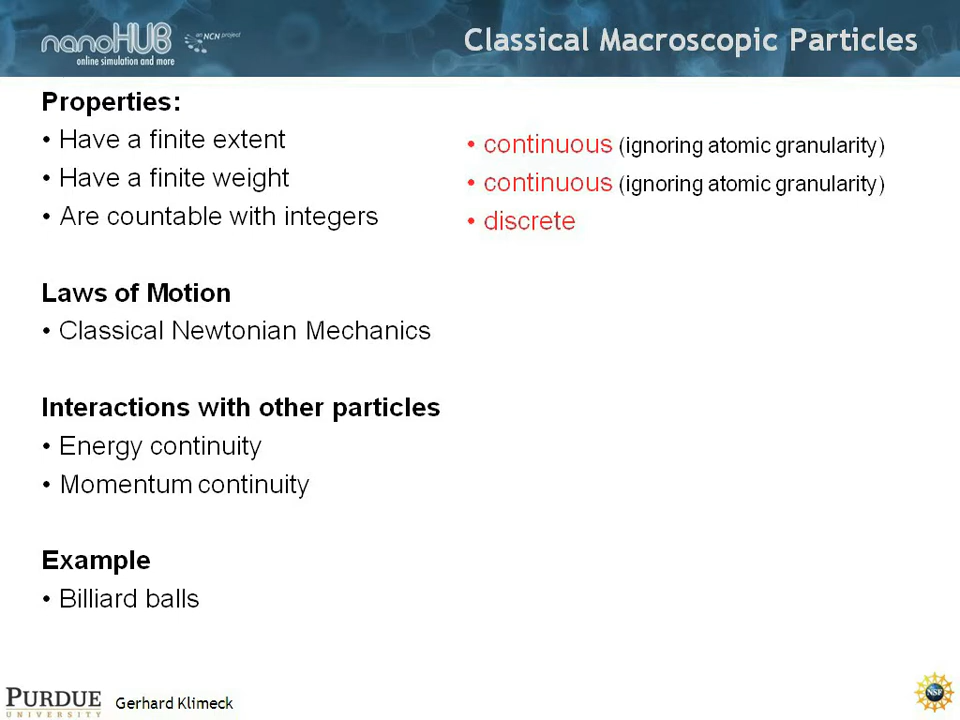 nanoHUB an NCN project
online simulation and more
Classical Macroscopic Particles
Properties:
• Have a finite extent
• continuous (ignoring atomic granularity)
• Have a finite weight
• continuous (ignoring atomic granularity)
• Are countable with integers
• discrete
Laws of Motion
• Classical Newtonian Mechanics
Interactions with other particles
• Energy continuity
• Momentum continuity
Example
• Billiard balls
PURDUE
UNIVERSITY
Gerhard Klimeck
NSF